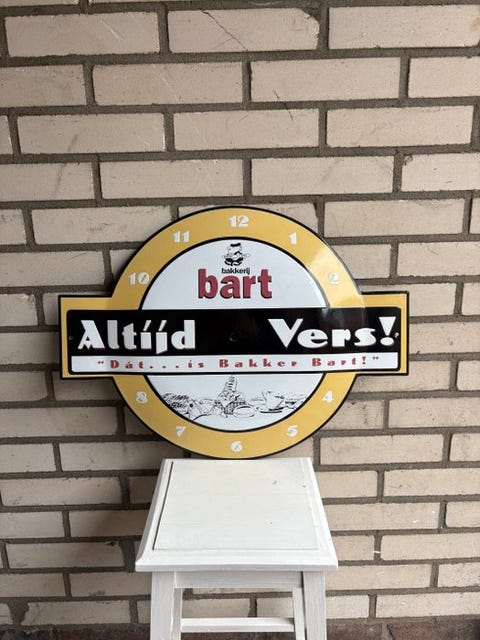 12
11 1
10 2
bakkerij
bart
Altijd Vers!
"Dát...is Bakker Bart!"
8 4
7 5
6